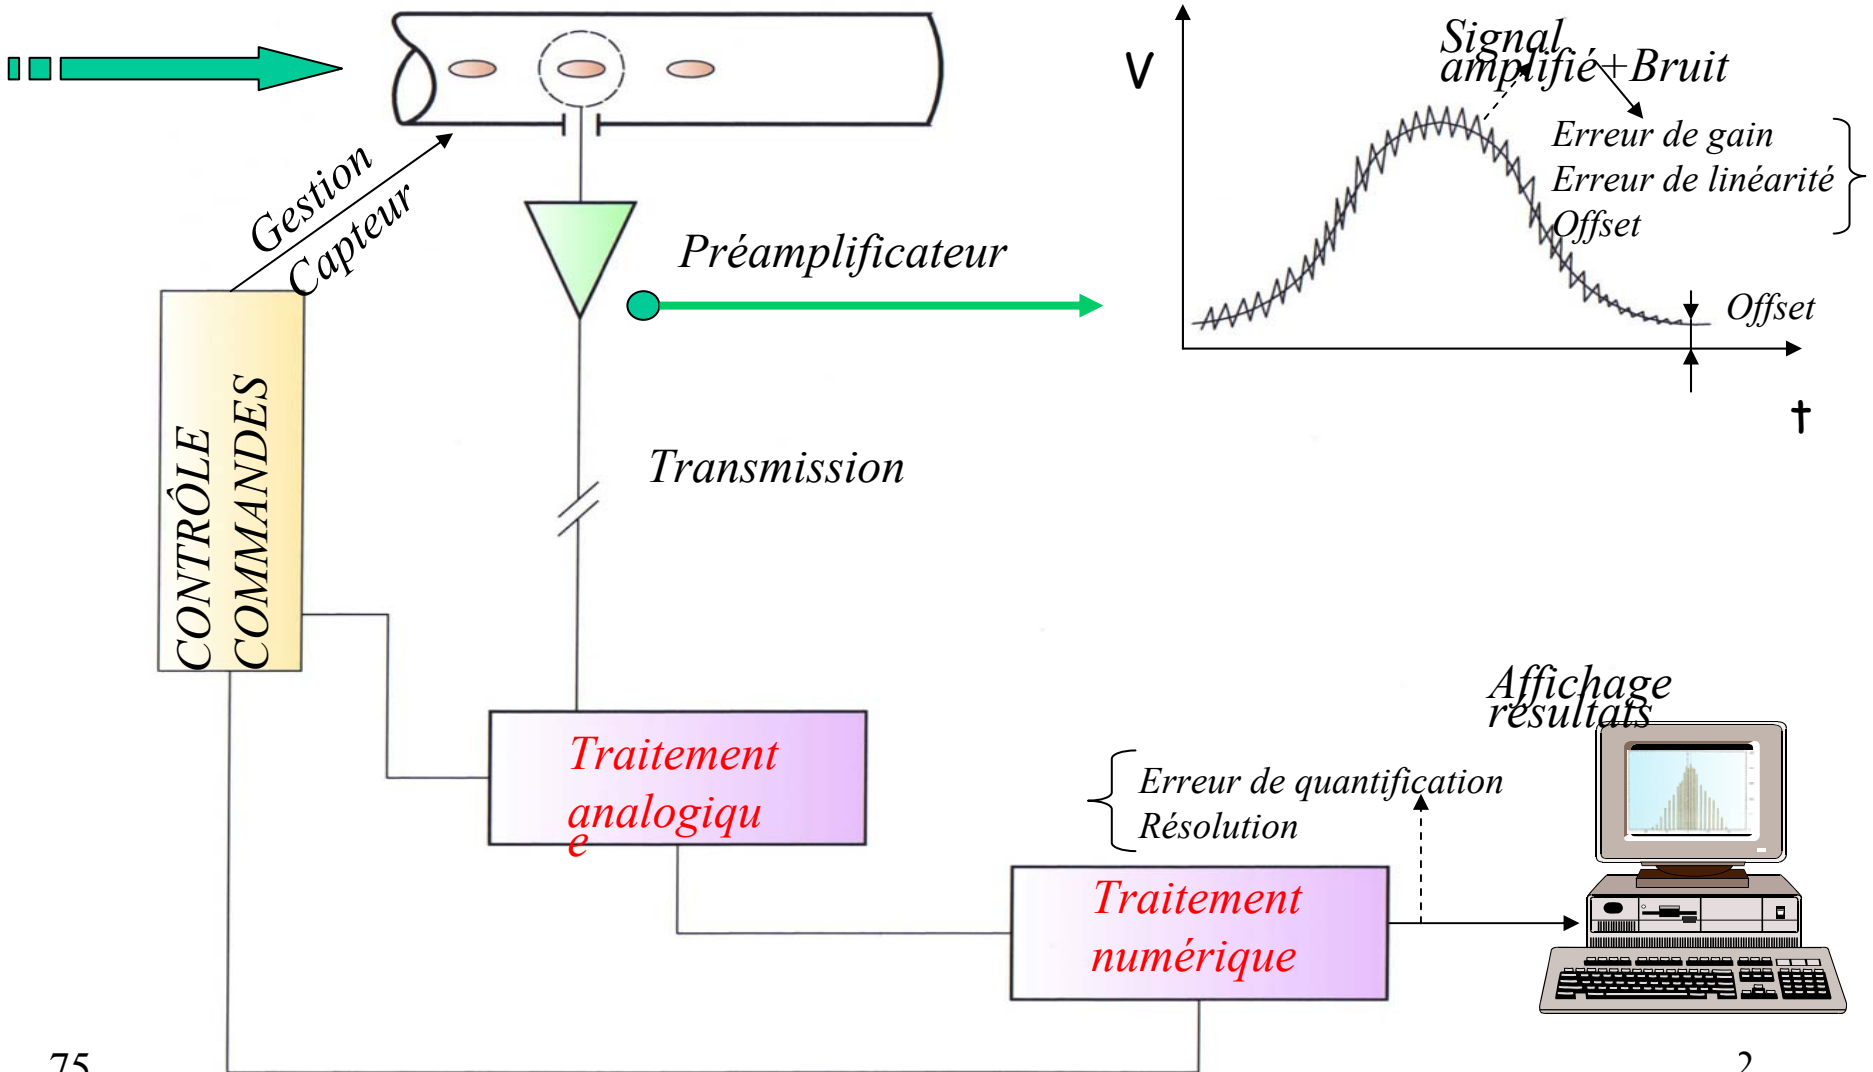 Signal
amplifié+Bruit
V
Erreur de gain
Erreur de linéarité
Offset
Gestion
Capteur
Préamplificateur
Offset
t
CONTRÔLE
COMMANDES
Transmission
Affichage
résultats
Traitement
analogiqu
e
Erreur de quantification
Résolution
Traitement
numérique
75
2